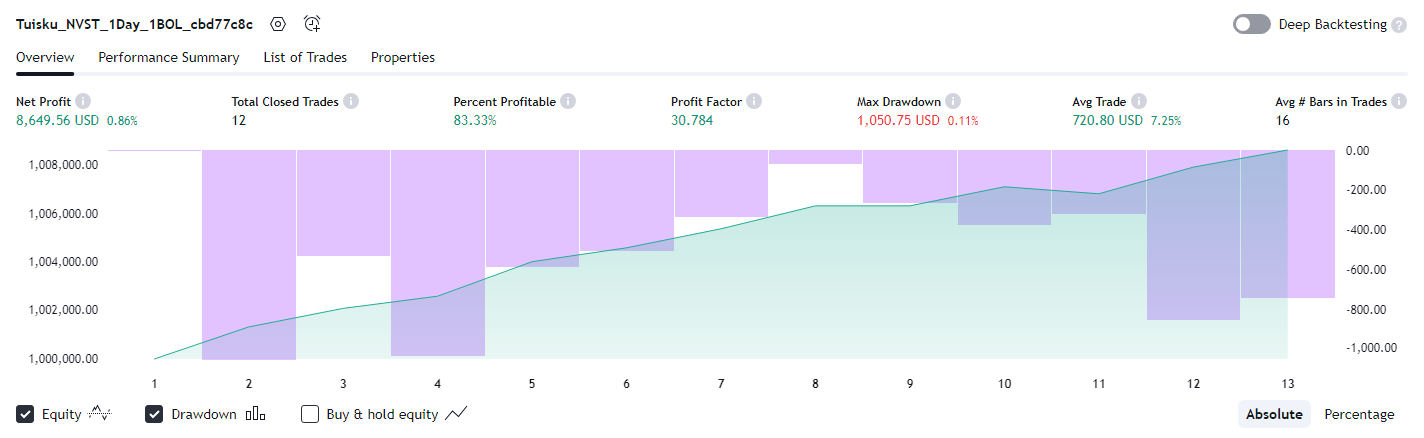 Tuisku_NVST_1Day_1BOL_cbd77c8c
Deep Backtesting ?
Overview Performance Summary List of Trades Properties
Net Profit Total Closed Trades Percent Profitable Profit Factor Max Drawdown Avg Trade Avg # Bars in Trades
8,649.56 USD 0.86% 12 83.33% 30.784 1,050.75 USD 0.11% 720.80 USD 7.25% 16
1,008,000.00 0.00
1,006,000.00 -200.00
1,004,000.00 -400.00
1,002,000.00 -600.00
1,000,000.00 -800.00
-1,000.00
1 2 3 4 5 6 7 8 9 10 11 12 13
Equity Drawdown Buy & hold equity Absolute Percentage